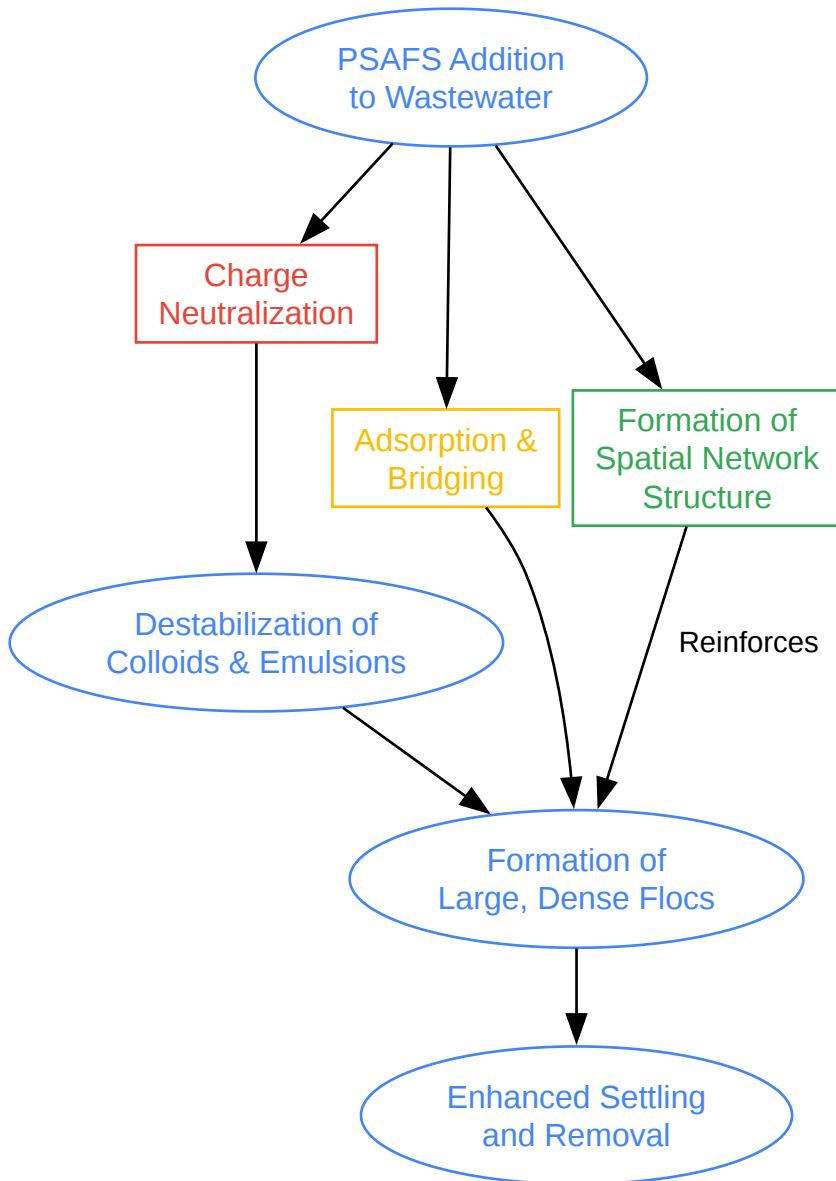 PSAFS Addition
to Wastewater
Charge
Neutralization
Adsorption &
Bridging
Formation of
Spatial Network
Structure
Destabilization of
Colloids & Emulsions
Reinforces
Formation of
Large, Dense Flocs
Enhanced Settling
and Removal